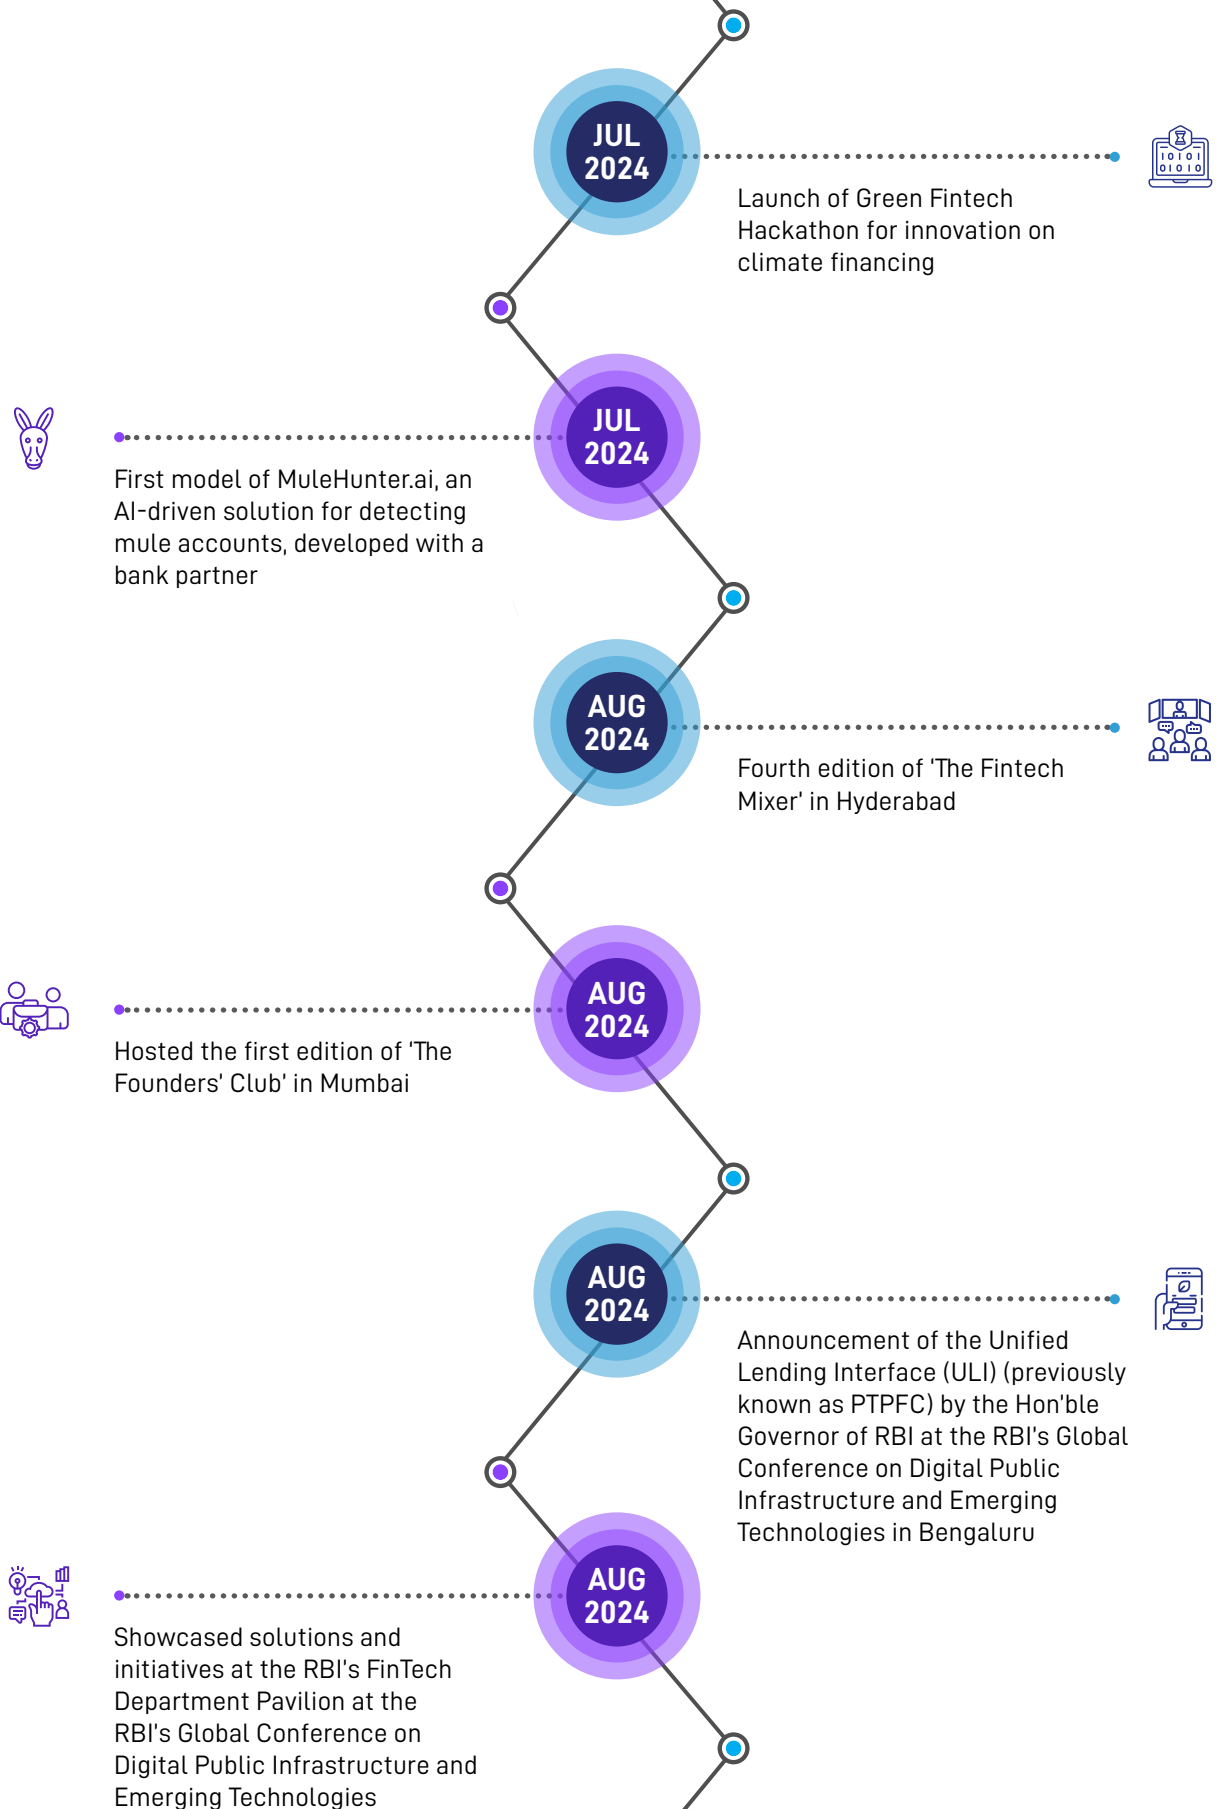 JUL
2024
Launch of Green Fintech
Hackathon for innovation on
climate financing
JUL
2024
First model of MuleHunter.ai, an
AI-driven solution for detecting
mule accounts, developed with a
bank partner
AUG
2024
Fourth edition of ‘The Fintech
Mixer’ in Hyderabad
AUG
2024
Hosted the first edition of ‘The
Founders’ Club’ in Mumbai
AUG
2024
Announcement of the Unified
Lending Interface (ULI) (previously
known as PTPFC) by the Hon’ble
Governor of RBI at the RBI’s Global
Conference on Digital Public
Infrastructure and Emerging
Technologies in Bengaluru
AUG
2024
Showcased solutions and
initiatives at the RBI’s FinTech
Department Pavilion at the
RBI’s Global Conference on
Digital Public Infrastructure and
Emerging Technologies
10101
01010